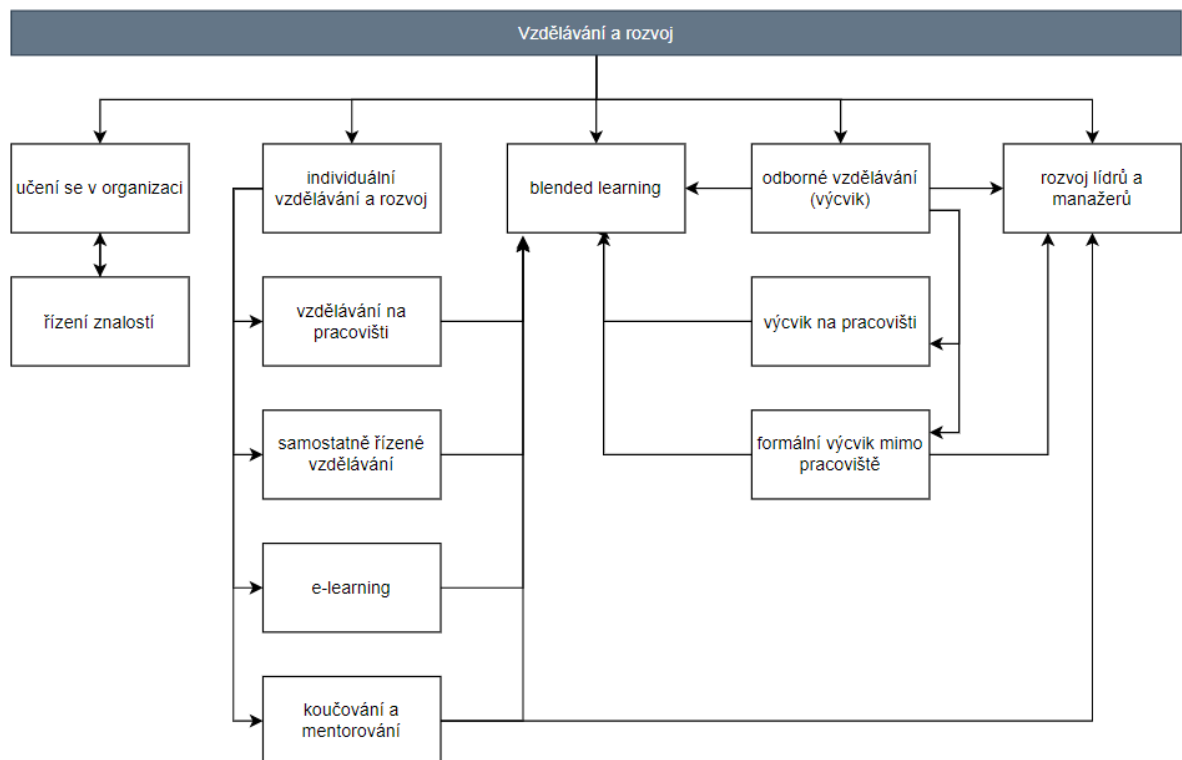 Vzdělávání a rozvoj
učení se v organizaci
individuální
vzdělávání a rozvoj
blended learning
odborné vzdělávání
(výcvik)
rozvoj lídrů a
manažerů
řízení znalostí
vzdělávání na
pracovišti
výcvik na pracovišti
samostatně řízené
vzdělávání
formální výcvik mimo
pracoviště
e-learning
koučování a
mentorování